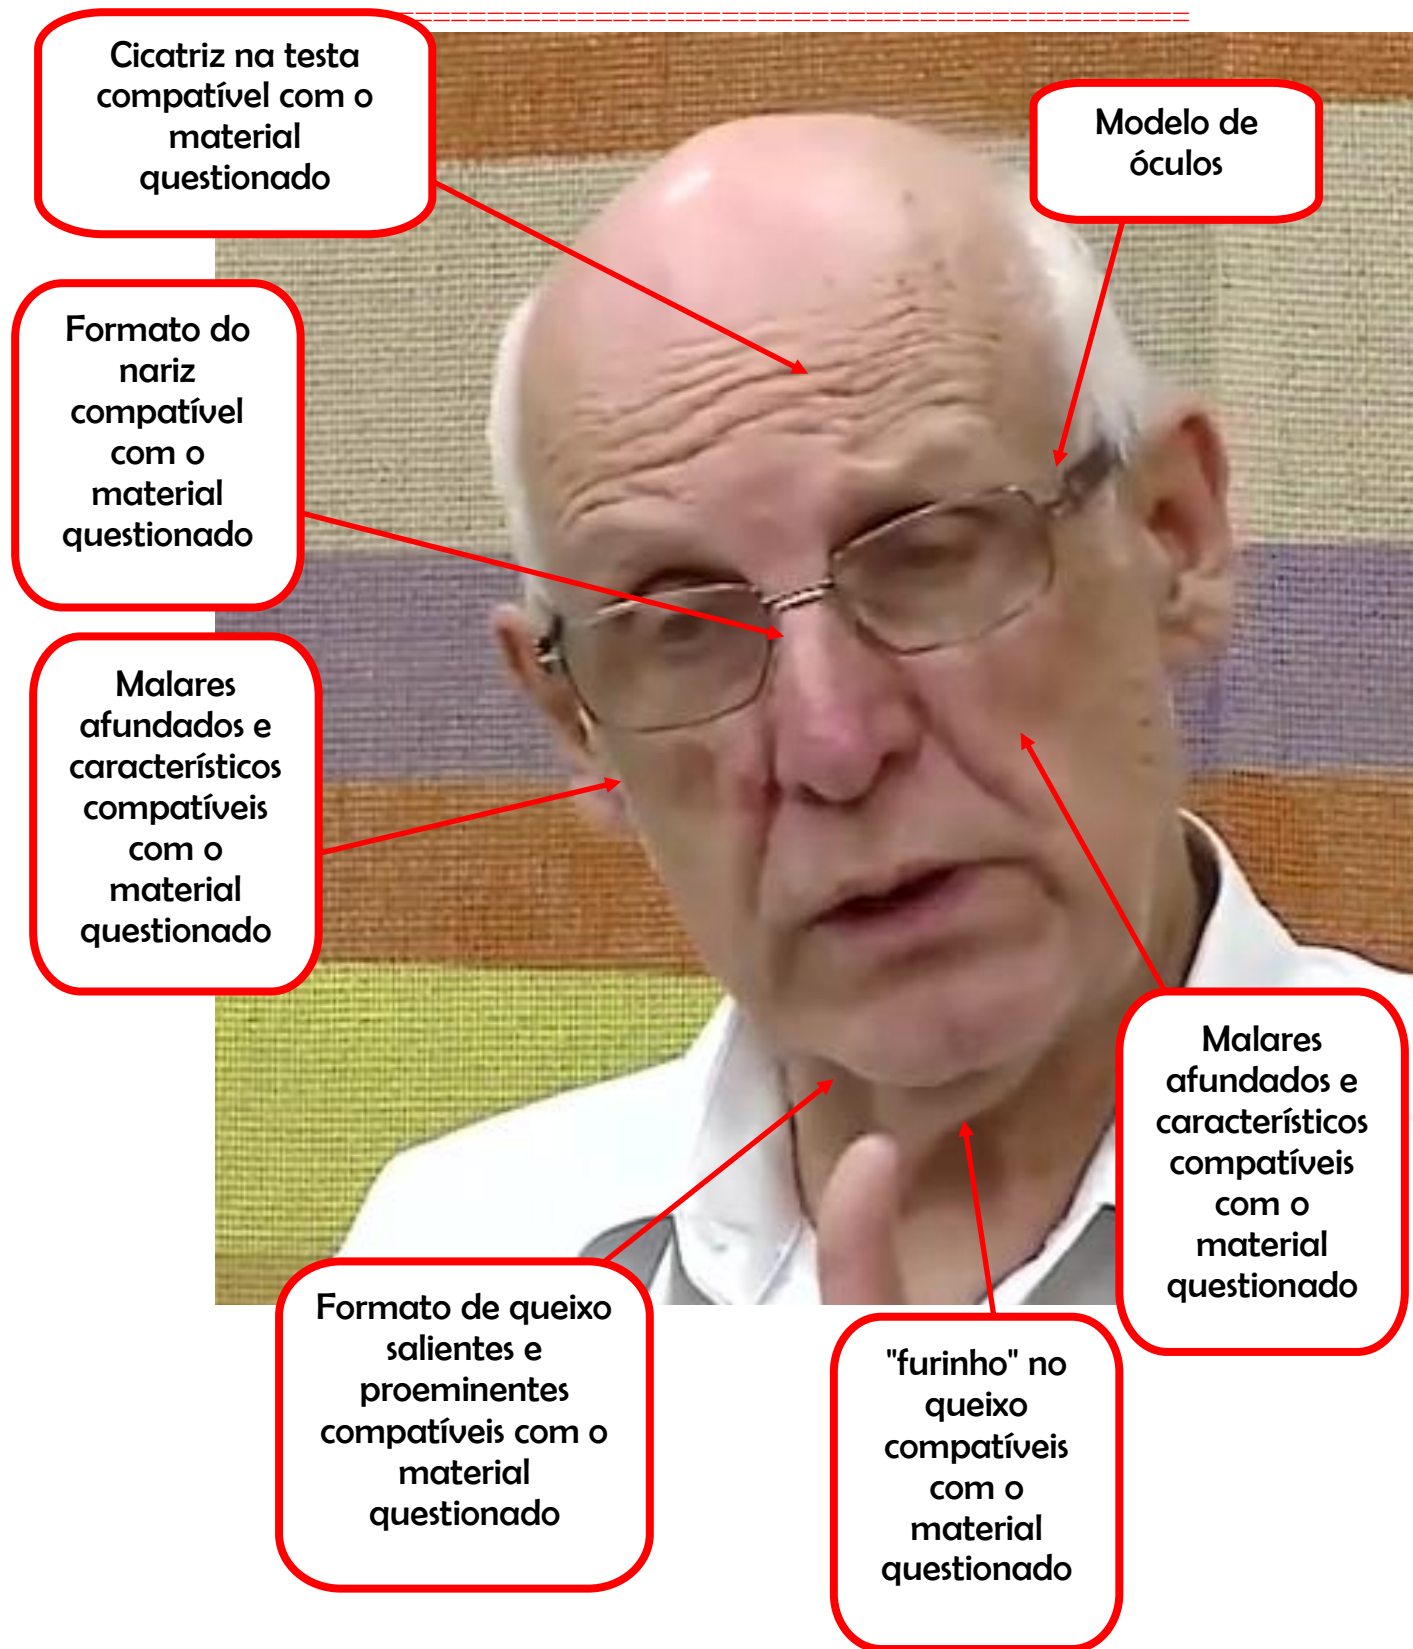 Cicatriz na testa
compatível com o
material
questionado
Modelo de
óculos
Formato do
nariz
compatível
com o
material
questionado
Malares
afundados e
característicos
compatíveis
com o
material
questionado
Malares
afundados e
característicos
compatíveis
com o
material
questionado
Formato de queixo
salientes e
proeminentes
compatíveis com o
material
questionado
"furinho" no
queixo
compatíveis
com o
material
questionado